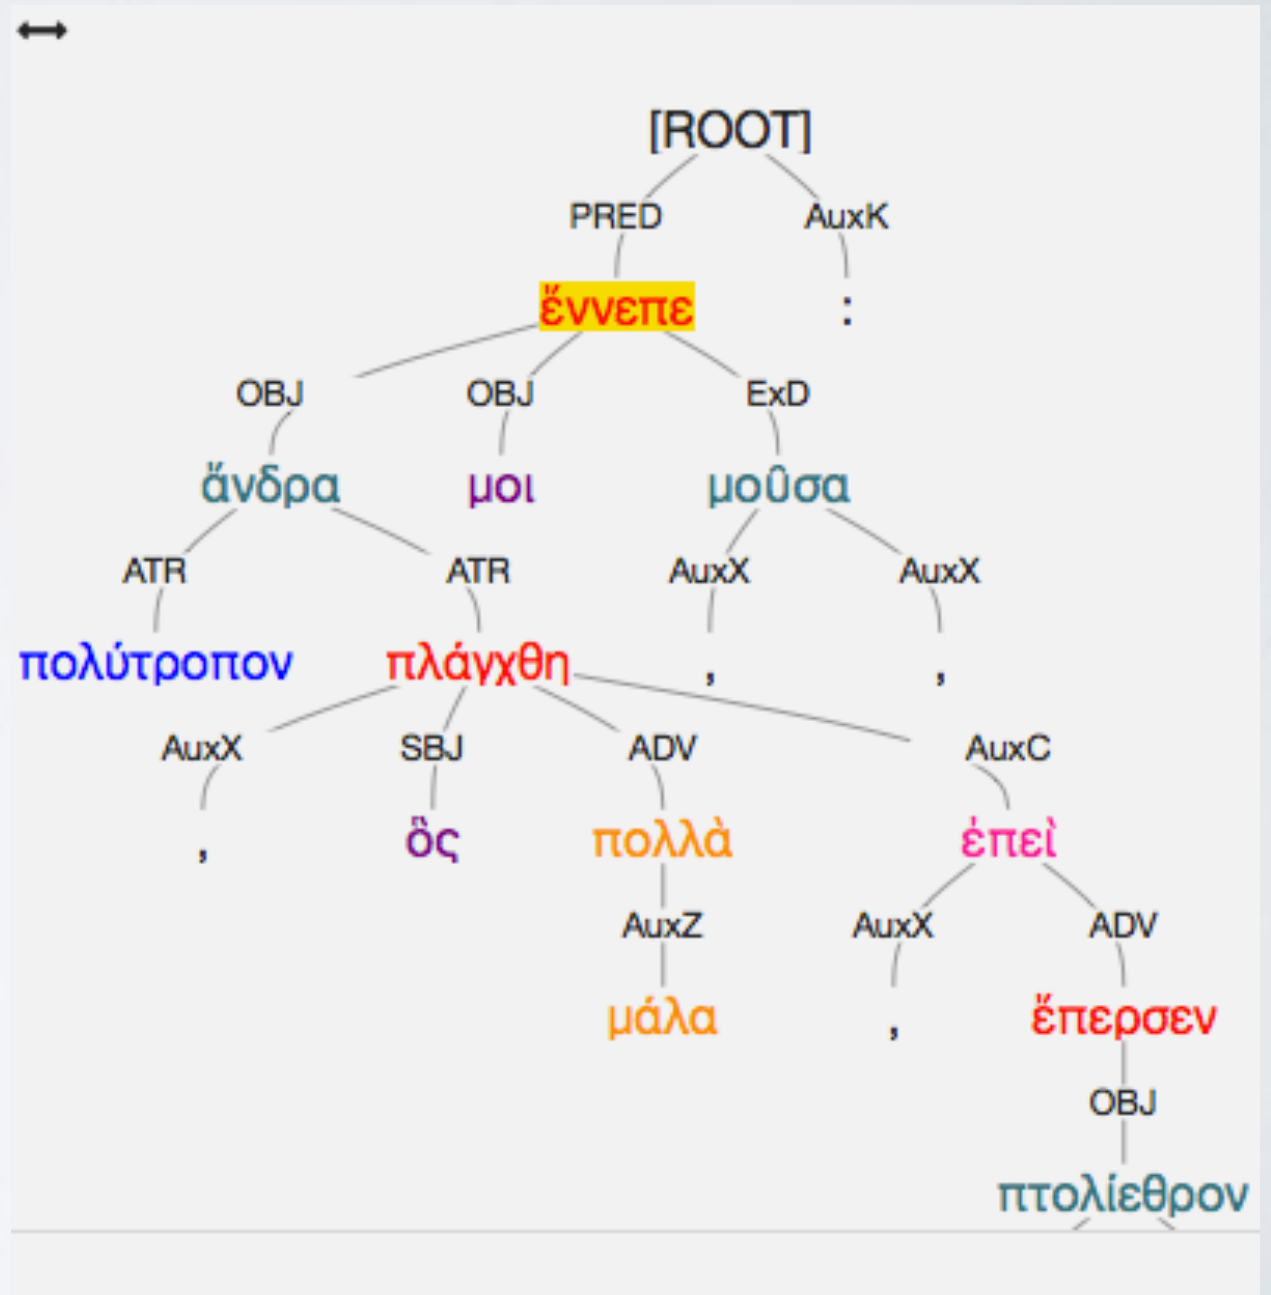 [ROOT]
PRED AuxK
ἔννεπε :
OBJ OBJ ExD
ἄνδρα μοι μοῦσα
ATR ATR AuxX AuxX
πολύτροπον πλάγχθη , ,
AuxX SBJ ADV AuxC
, ὃς πολλὰ ἐπεὶ
AuxZ AuxX ADV
μάλα , ἔπερσεν
OBJ
πτολίεθρον